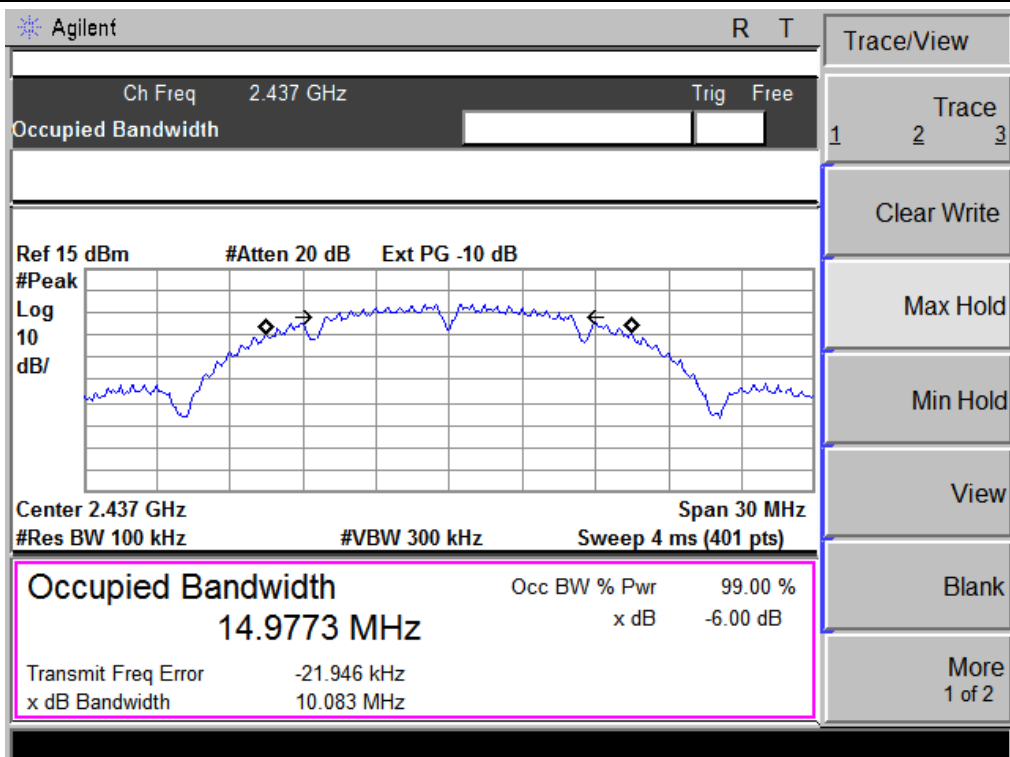 Agilent R T
Trace/View
Ch Freq 2.437 GHz Trig Free
Occupied Bandwidth
Trace
1 2 3
Clear Write
Ref 15 dBm #Atten 20 dB Ext PG -10 dB
#Peak
Log
10
dB/
Max Hold
Min Hold
View
Center 2.437 GHz Span 30 MHz
#Res BW 100 kHz #VBW 300 kHz Sweep 4 ms (401 pts)
Occupied Bandwidth
14.9773 MHz
Occ BW % Pwr 99.00 %
x dB -6.00 dB
Transmit Freq Error -21.946 kHz
x dB Bandwidth 10.083 MHz
Blank
More
1 of 2